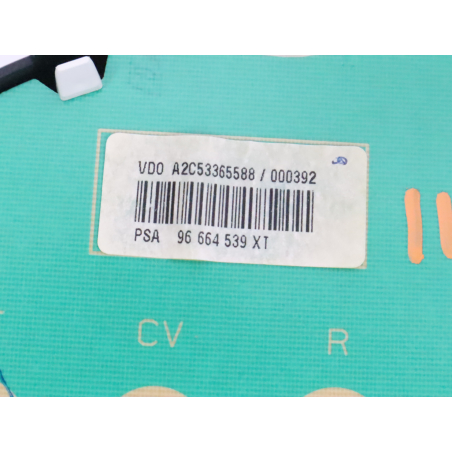 VDO A2C53365588 / 000392
PSA 96 664 539 XT
CV R